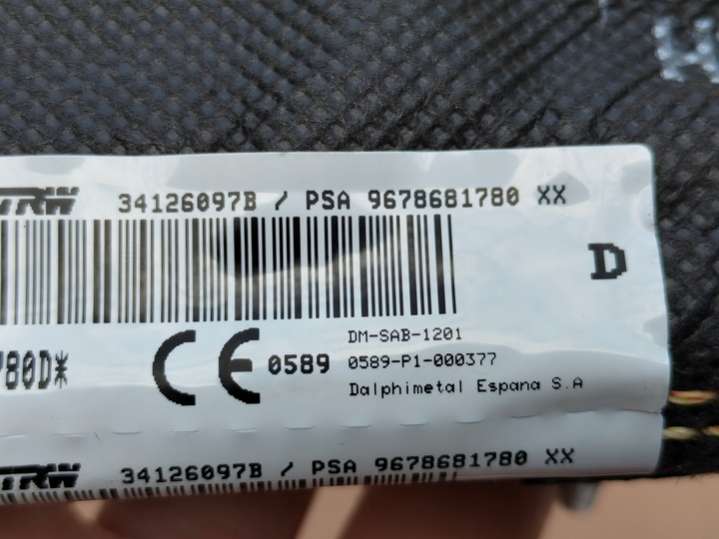 TRW 34126097B / PSA 9678681780 XX
D
DM-SAB-1201
780D*
CE 0589 0589-P1-000377
Dalphimetal Espana S.A
TRW 34126097B / PSA 9678681780 XX